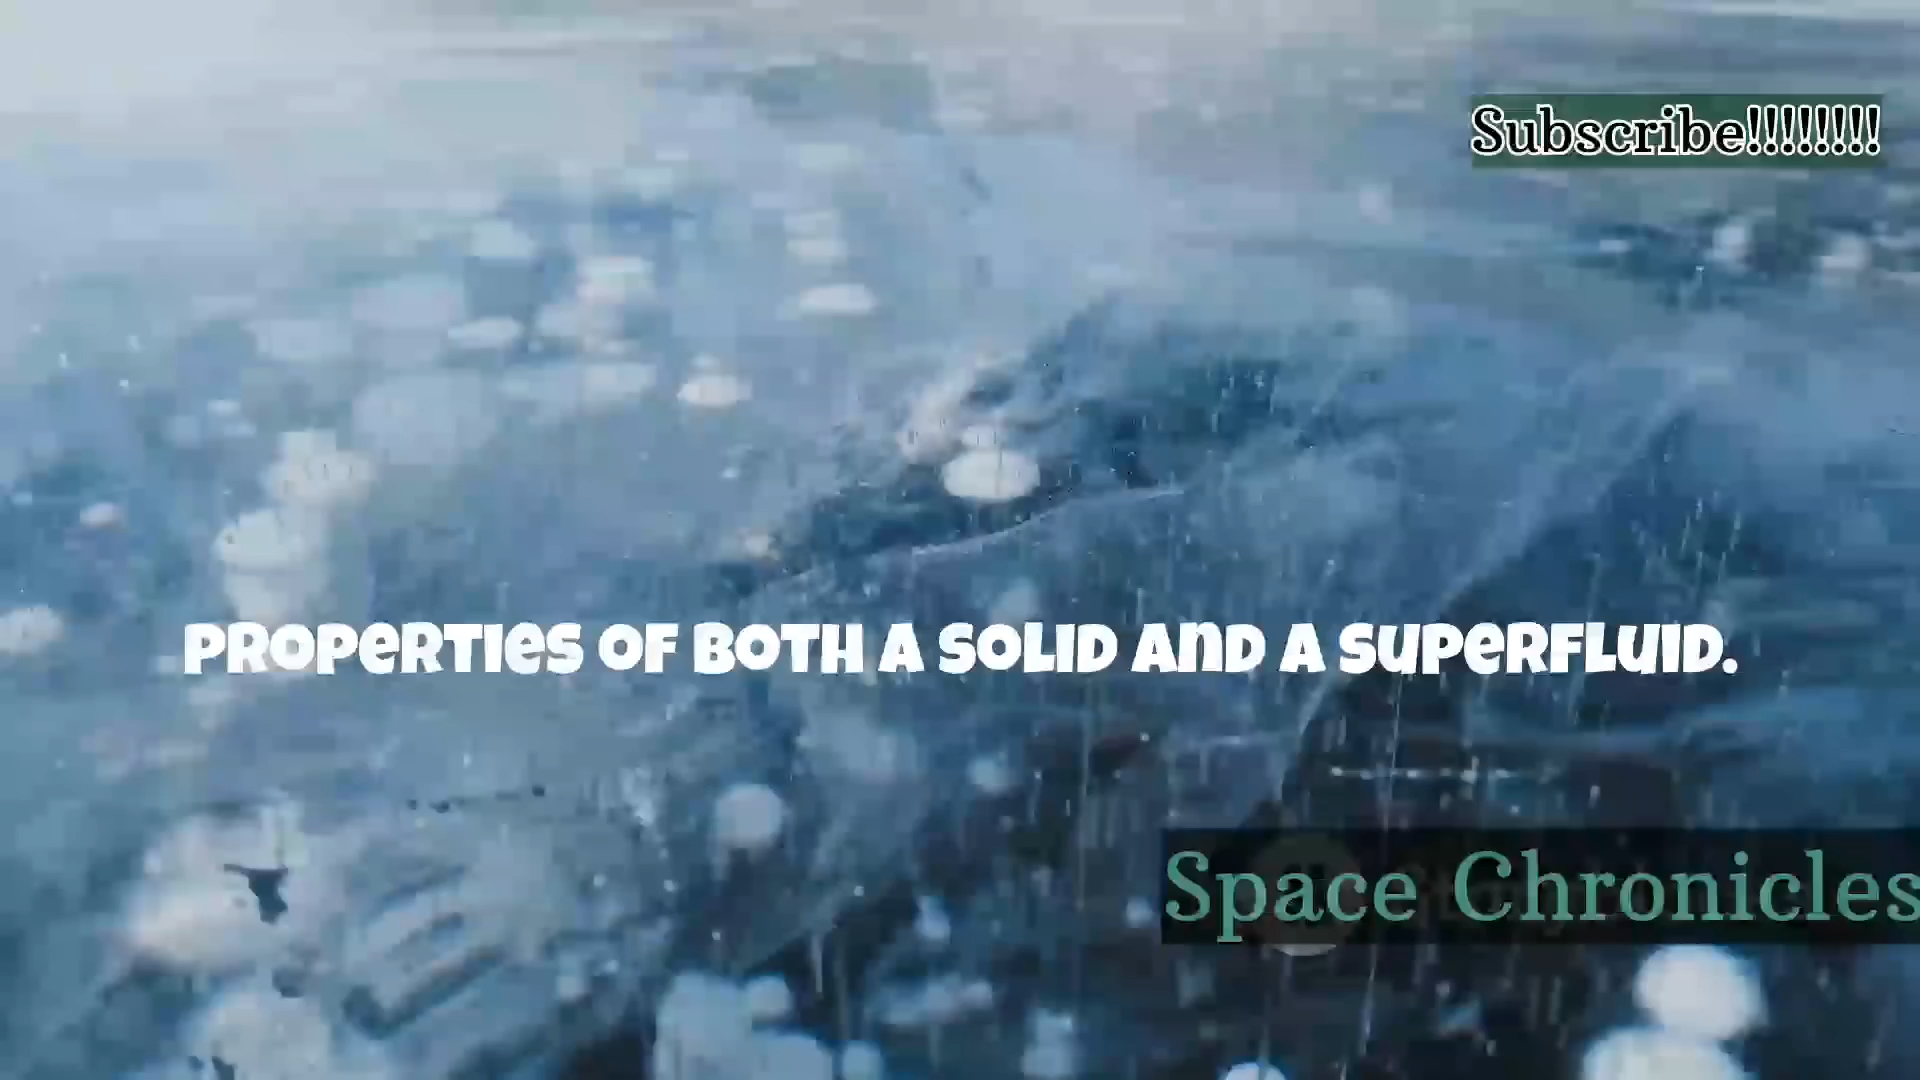 Subscribe!!!!!!!!
PROPERTIES OF BOTH A SOLID AND A SUPERFLUID.
Space Chronicles